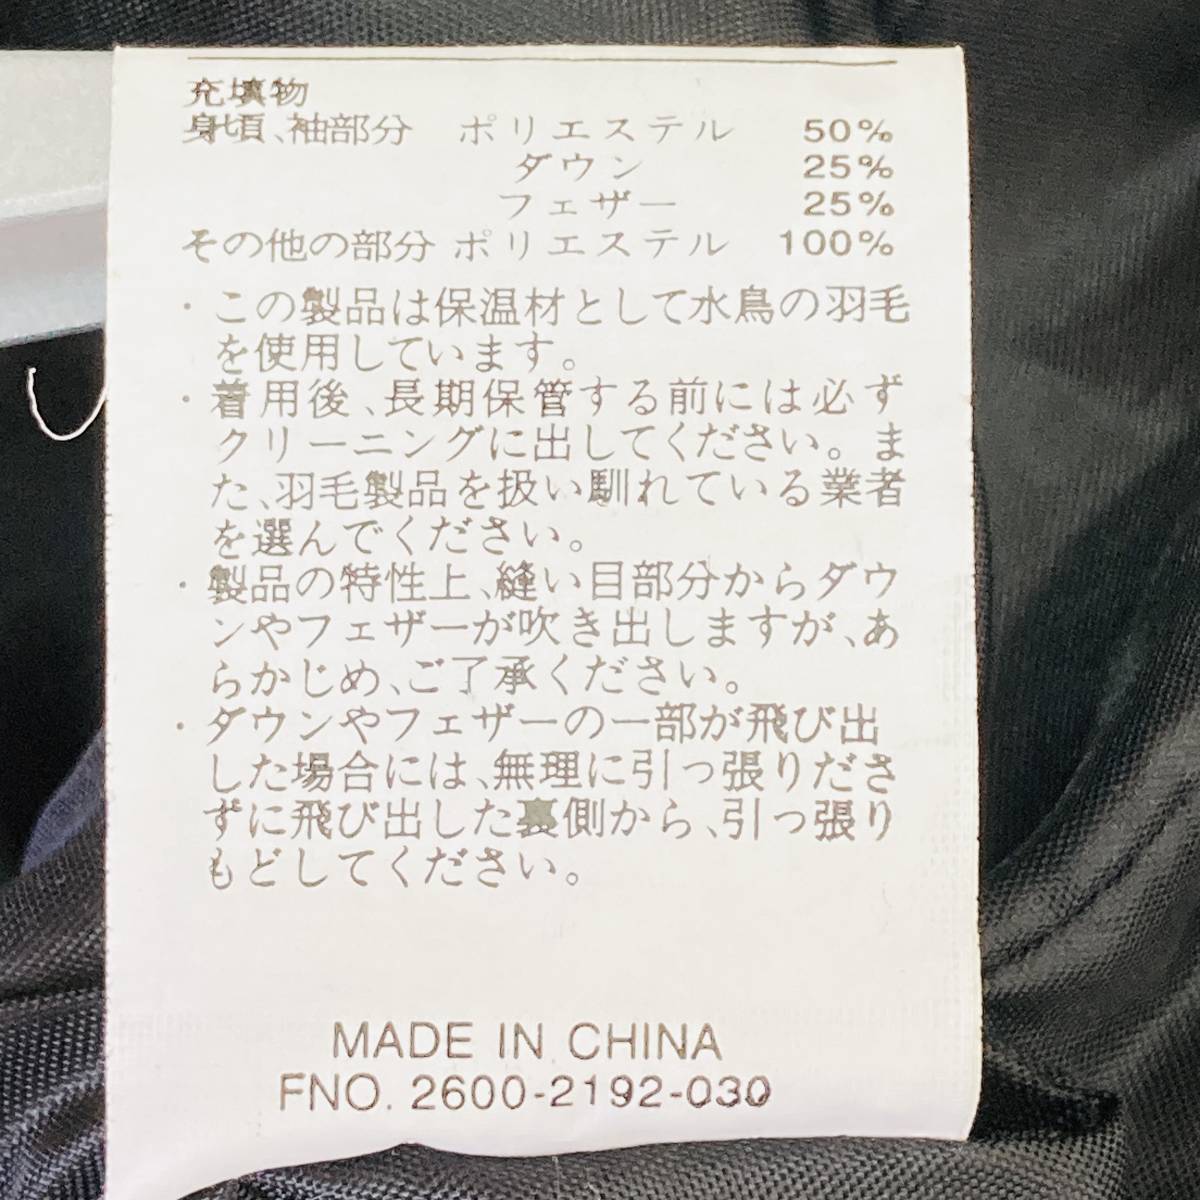 充填物
身頃、袖部分 ポリエステル 50%
ダウン 25%
フェザー 25%
その他の部分 ポリエステル 100%
・この製品は保温材として水鳥の羽毛
を使用しています。
・着用後、長期保管する前には必ず
クリーニングに出してください。ま
た、羽毛製品を扱い馴れている業者
を選んでください。
・製品の特性上、縫い目部分からダウ
ンやフェザーが吹き出しますが、あ
らかじめ、ご了承ください。
・ダウンやフェザーの一部が飛び出
した場合には、無理に引っ張りださ
ずに飛び出した裏側から、引っ張り
もどしてください。
MADE IN CHINA
FNO. 2600-2192-030